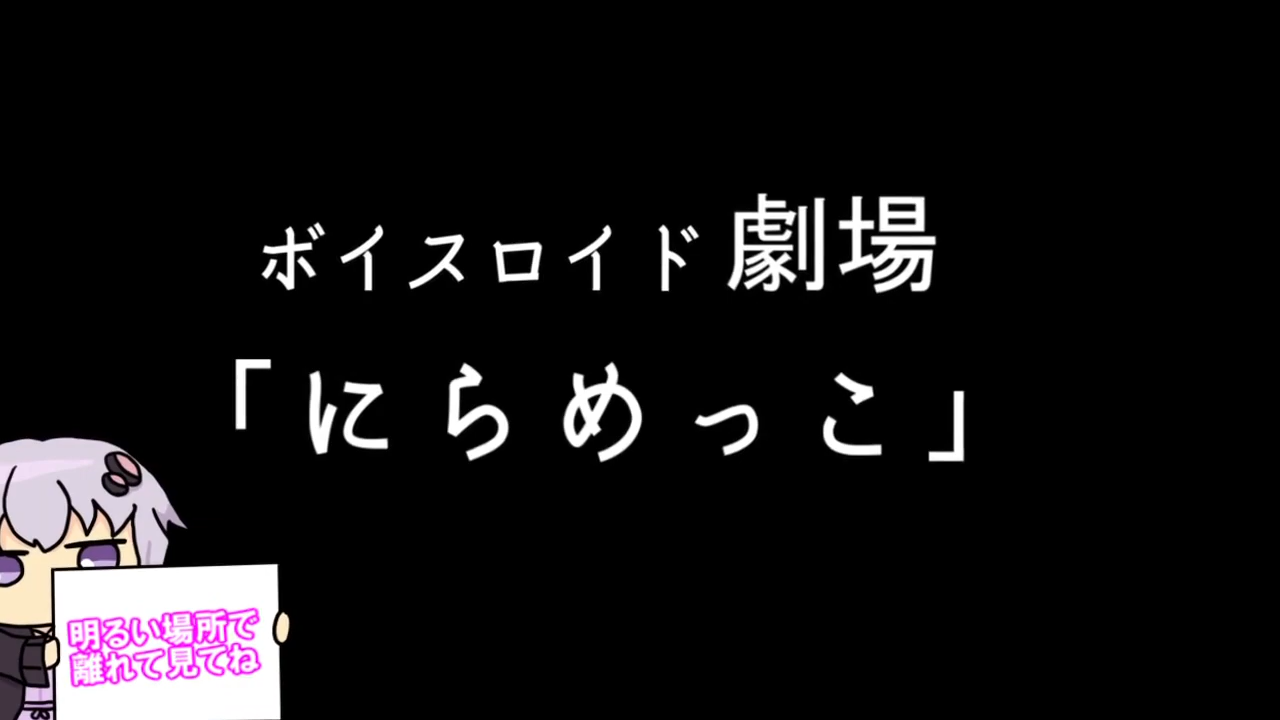 ボイスロイド劇場
「にらめっこ」
明るい場所で
離れて見てね